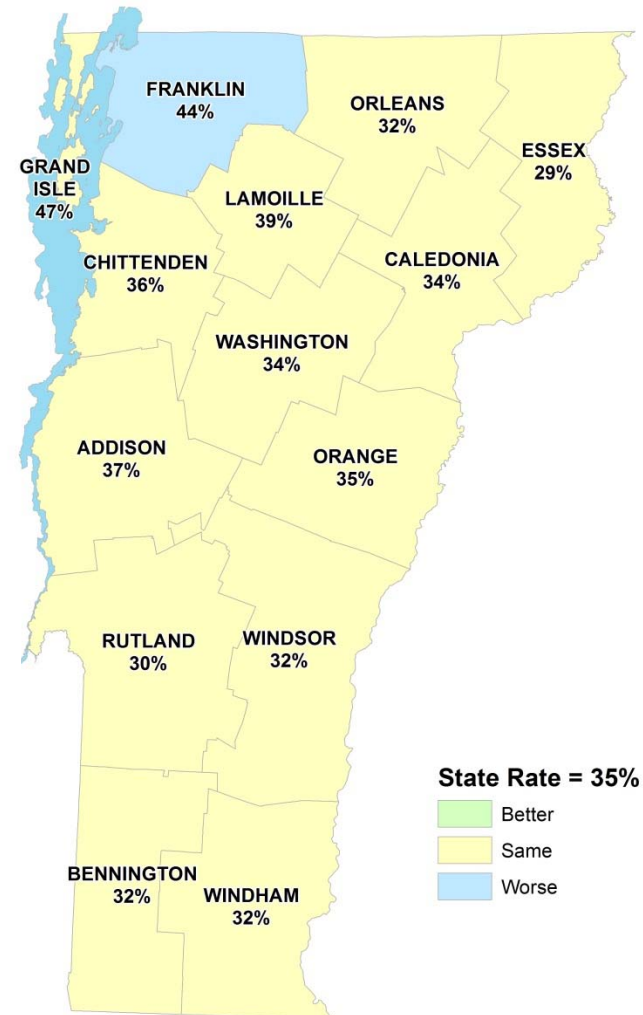 FRANKLIN
44%
ORLEANS
32%
ESSEX
29%
GRAND
ISLE
47%
LAMOILLE
39%
CHITTENDEN
36%
CALEDONIA
34%
WASHINGTON
34%
ADDISON
37%
ORANGE
35%
RUTLAND
30%
WINDSOR
32%
State Rate = 35%
Better
Same
Worse
BENNINGTON
32%
WINDHAM
32%